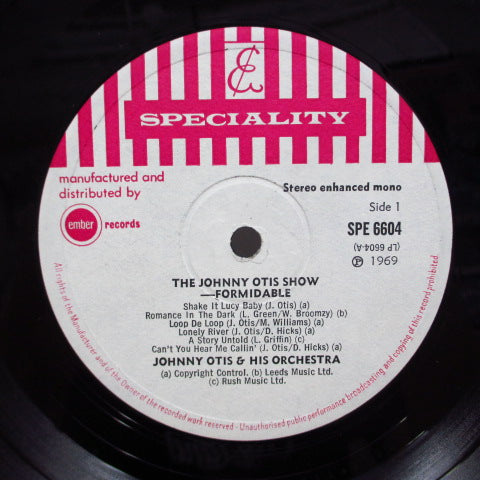 SPECIALITY
manufactured and
distributed by
ember records
Stereo enhanced mono
Side 1
SPE 6604
(LP 6604-A)
℗ 1969
THE JOHNNY OTIS SHOW
—FORMIDABLE
Shake It Lucy Baby (J. Otis) (a)
Romance In The Dark (L. Green/W. Broomzy) (b)
Loop De Loop (J. Otis/M. Williams) (a)
Lonely River (J. Otis/D. Hicks) (a)
A Story Untold (L. Griffin) (c)
Can't You Hear Me Callin' (J. Otis/D. Hicks) (a)
JOHNNY OTIS & HIS ORCHESTRA
(a) Copyright Control. (b) Leeds Music Ltd.
(c) Rush Music Ltd.
All rights of the Manufacturer and of the Owner of the recorded work reserved - Unauthorised public performance broadcasting and copying of this record prohibited.